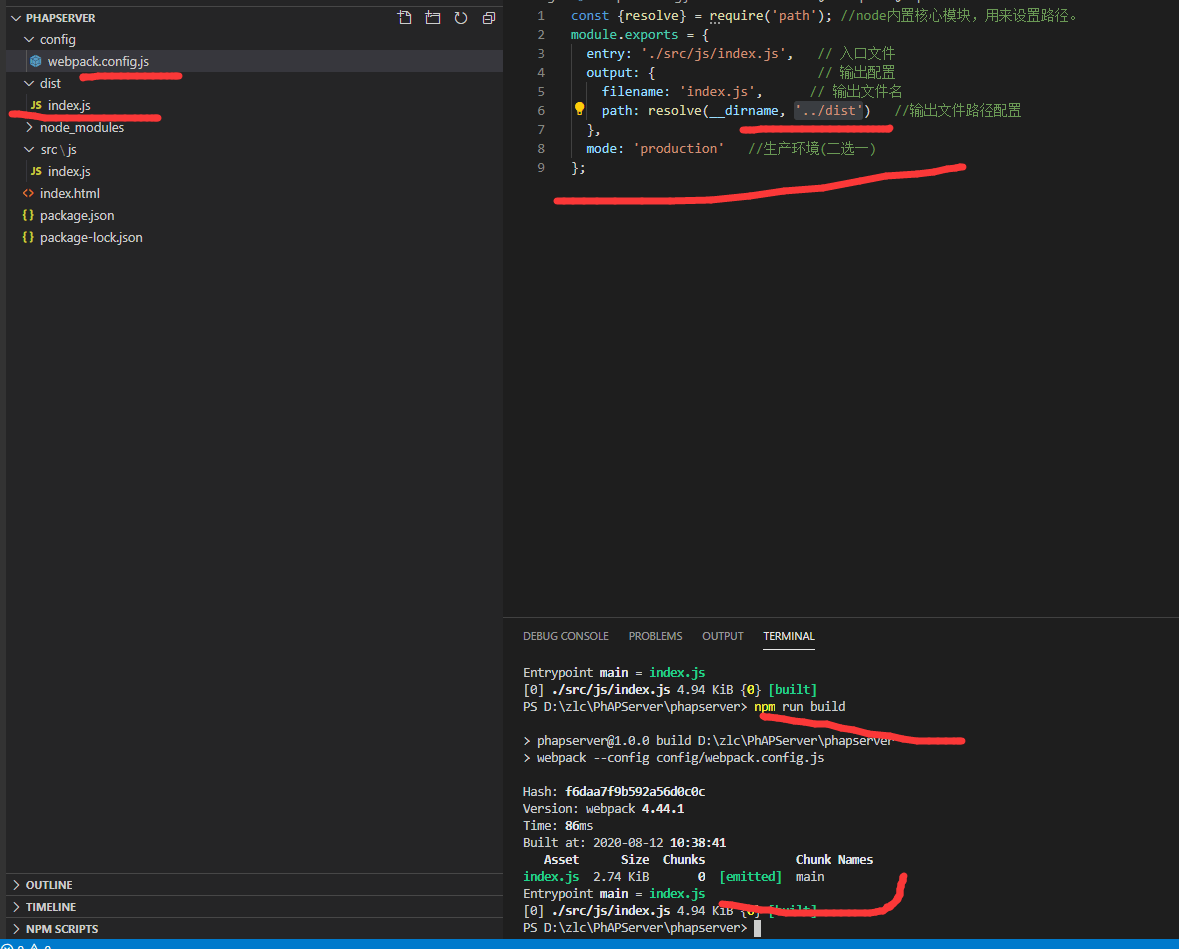 PHAPSERVER
config
webpack.config.js
dist
JS index.js
node_modules
src\js
JS index.js
<> index.html
{} package.json
{} package-lock.json
OUTLINE
TIMELINE
NPM SCRIPTS
1 const {resolve} = require('path'); //node内置核心模块，用来设置路径。
2 module.exports = {
3 entry: './src/js/index.js', // 入口文件
4 output: { // 输出配置
5 filename: 'index.js', // 输出文件名
6 path: resolve(__dirname, '../dist') //输出文件路径配置
7 },
8 mode: 'production' //生产环境(二选一)
9 };
DEBUG CONSOLE PROBLEMS OUTPUT TERMINAL
Entrypoint main = index.js
[0] ./src/js/index.js 4.94 KiB {0} [built]
PS D:\zlc\PhAPServer\phapserver> npm run build
> phapserver@1.0.0 build D:\zlc\PhAPServer\phapserver
> webpack --config config/webpack.config.js
Hash: f6daa7f9b592a56d0c0c
Version: webpack 4.44.1
Time: 86ms
Built at: 2020-08-12 10:38:41
Asset Size Chunks Chunk Names
index.js 2.74 KiB 0 [emitted] main
Entrypoint main = index.js
[0] ./src/js/index.js 4.94 KiB {0} [built]
PS D:\zlc\PhAPServer\phapserver>